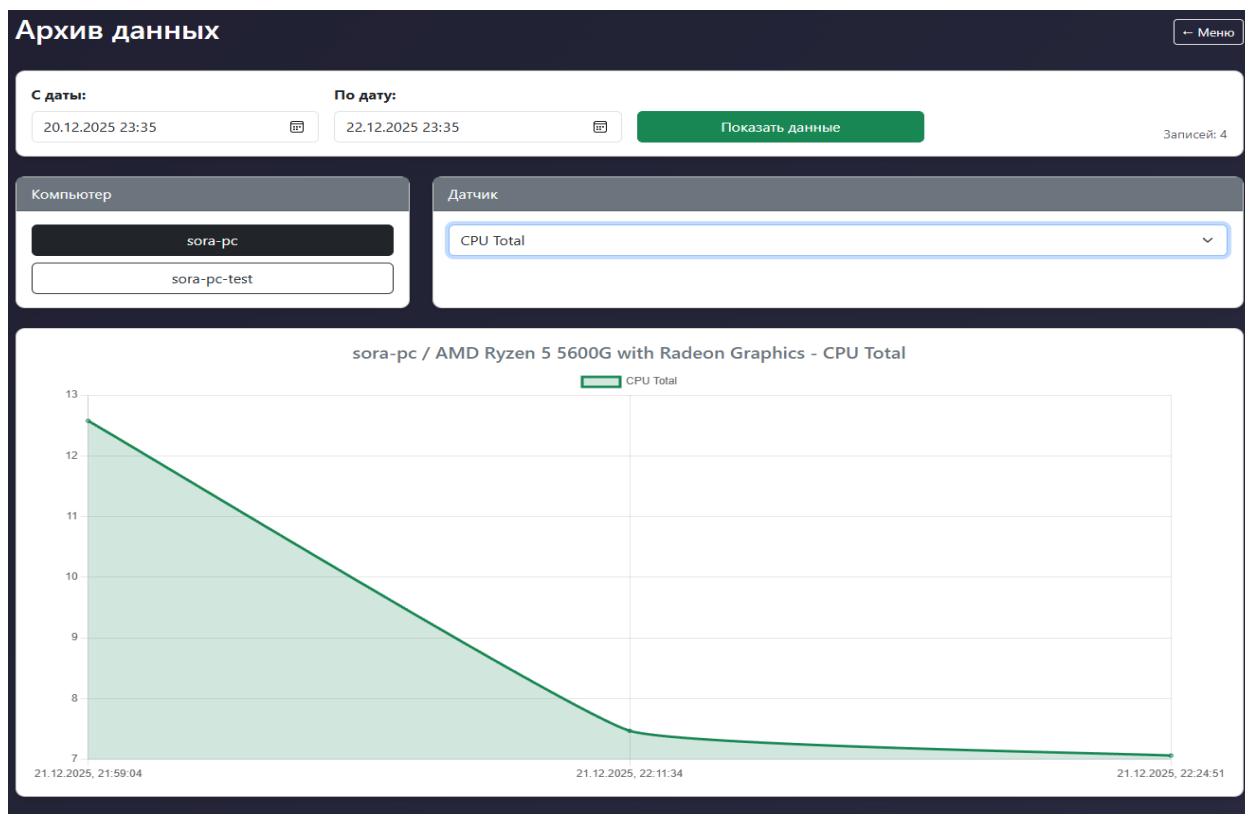 Архив данных
← Меню
С даты:
По дату:
20.12.2025 23:35
22.12.2025 23:35
Показать данные
Записей: 4
Компьютер
Датчик
sora-pc
CPU Total
sora-pc-test
sora-pc / AMD Ryzen 5 5600G with Radeon Graphics - CPU Total
CPU Total
13
12
11
10
9
8
7
21.12.2025, 21:59:04
21.12.2025, 22:11:34
21.12.2025, 22:24:51